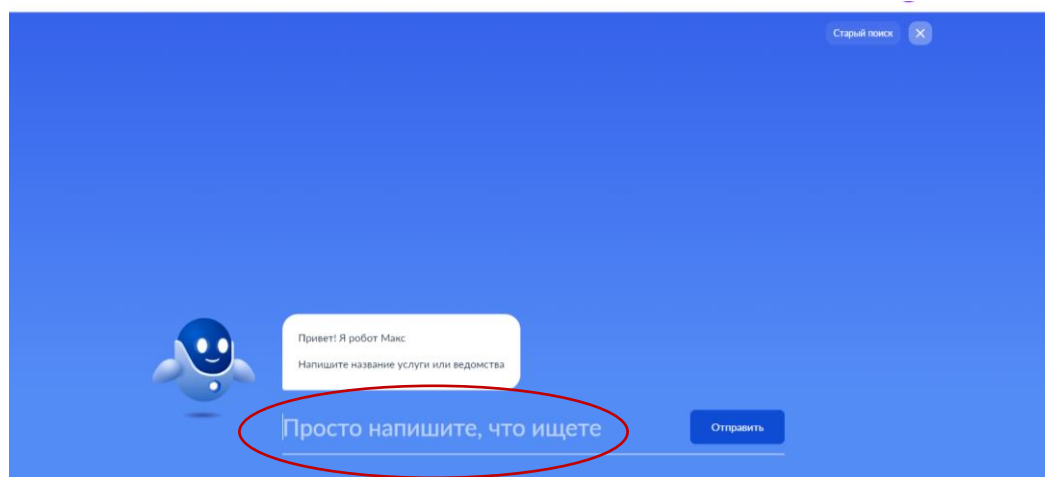 Старый поиск
Привет! Я робот Макс
Напишите название услуги или ведомства
Просто напишите, что ищете
Отправить